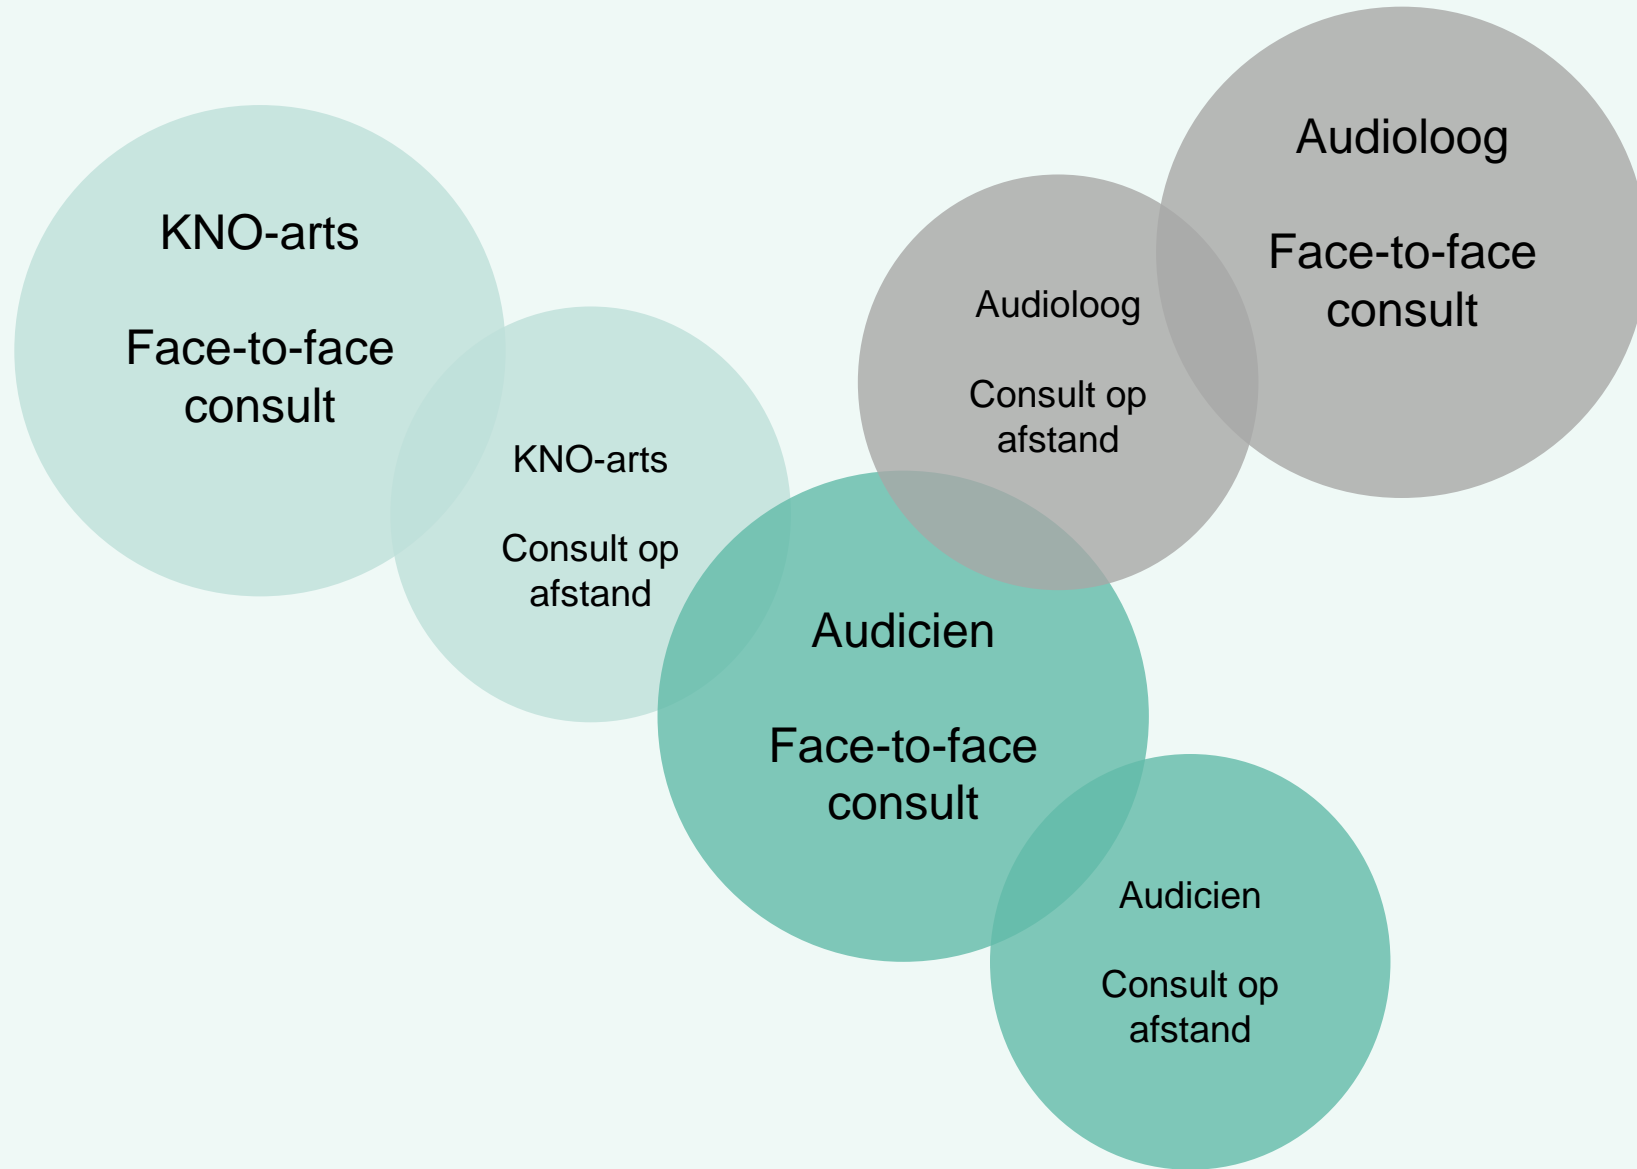 KNO-arts
Face-to-face
consult
KNO-arts
Consult op
afstand
Audioloog
Consult op
afstand
Audioloog
Face-to-face
consult
Audicien
Face-to-face
consult
Audicien
Consult op
afstand